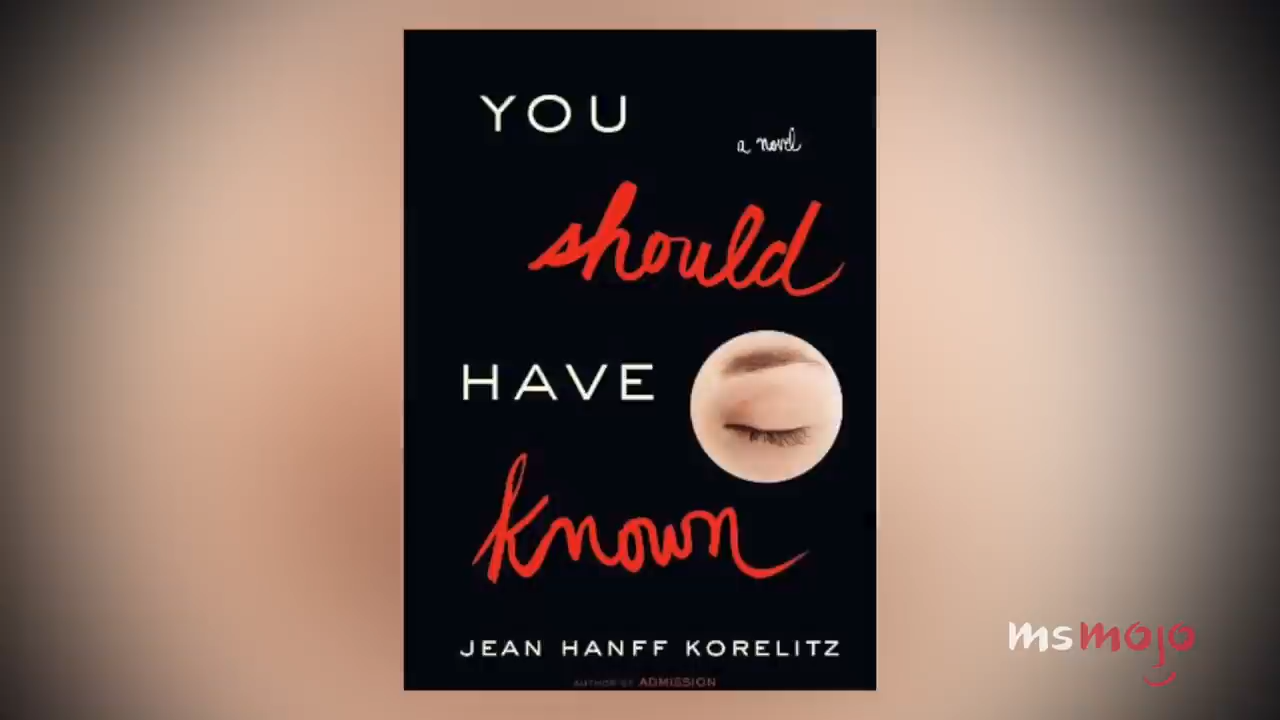 YOU
a novel
should
HAVE
known
JEAN HANFF KORELITZ
AUTHOR OF ADMISSION
msmojo